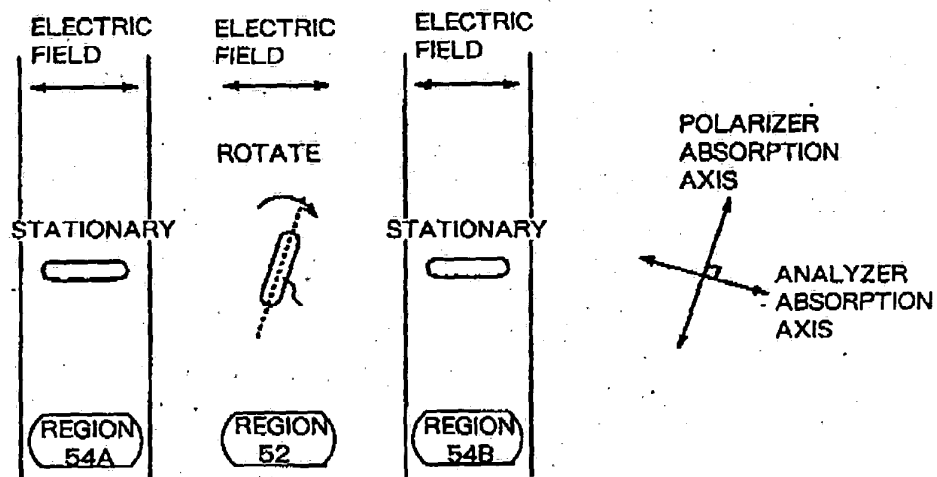 ELECTRIC
FIELD
ELECTRIC
FIELD
ELECTRIC
FIELD
ROTATE
STATIONARY
STATIONARY
POLARIZER
ABSORPTION
AXIS
ANALYZER
ABSORPTION
AXIS
REGION
54A
REGION
52
REGION
54B